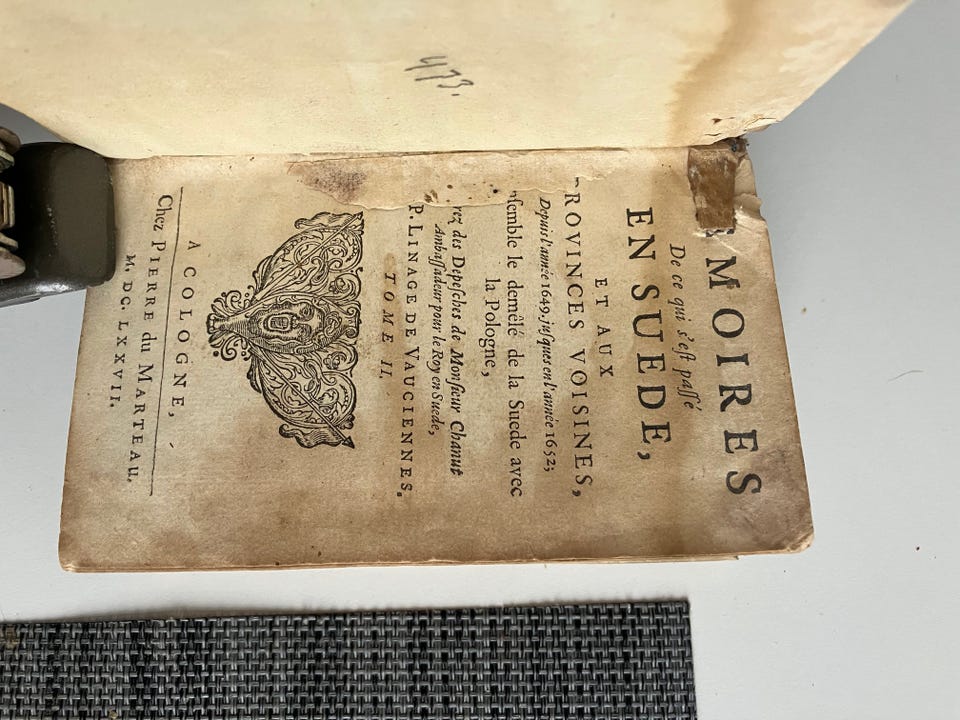 473.
MOIRES
De ce qui s'est passé
EN SUEDE,
ET AUX
ROVINCES VOISINES,
Depuis l'année 1649. jusques en l'année 1652;
semble le demêlé de la Suede avec
la Pologne,
rez des Depesches de Monsieur Chanut
Ambassadeur pour le Roy en Suede,
P. LINAGE DE VAUCIENNES.
TOME II.
A COLOGNE,
Chez PIERRE du MARTEAU.
M. DC. LXXVII.